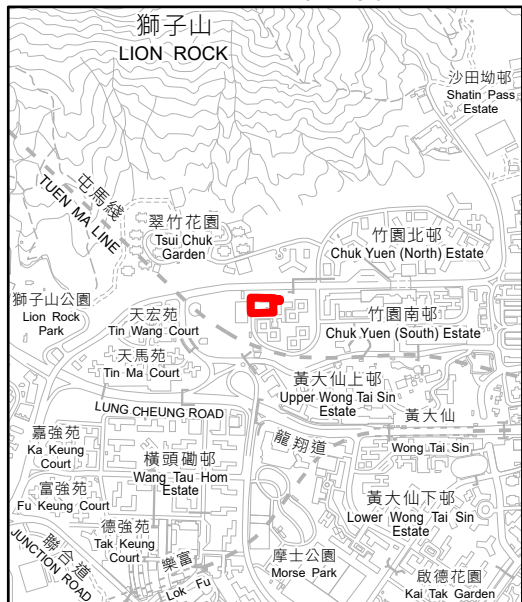 獅子山
LION ROCK
沙田坳邨
Shatin Pass
Estate
屯馬綫
TUEN MA LINE
翠竹花園
Tsui Chuk
Garden
竹園北邨
Chuk Yuen (North) Estate
獅子山公園
Lion Rock
Park
天宏苑
Tin Wang Court
竹園南邨
Chuk Yuen (South) Estate
天馬苑
Tin Ma Court
黃大仙上邨
Upper Wong Tai Sin
Estate
LUNG CHEUNG ROAD
龍翔道
黃大仙
Wong Tai Sin
嘉強苑
Ka Keung
Court
橫頭磡邨
Wang Tau Hom
Estate
富強苑
Fu Keung Court
黃大仙下邨
Lower Wong Tai Sin
Estate
德強苑
Tak Keung
Court
聯合道
JUNCTION ROAD
樂富
Lok Fu
摩士公園
Morse Park
啟德花園
Kai Tak Garden